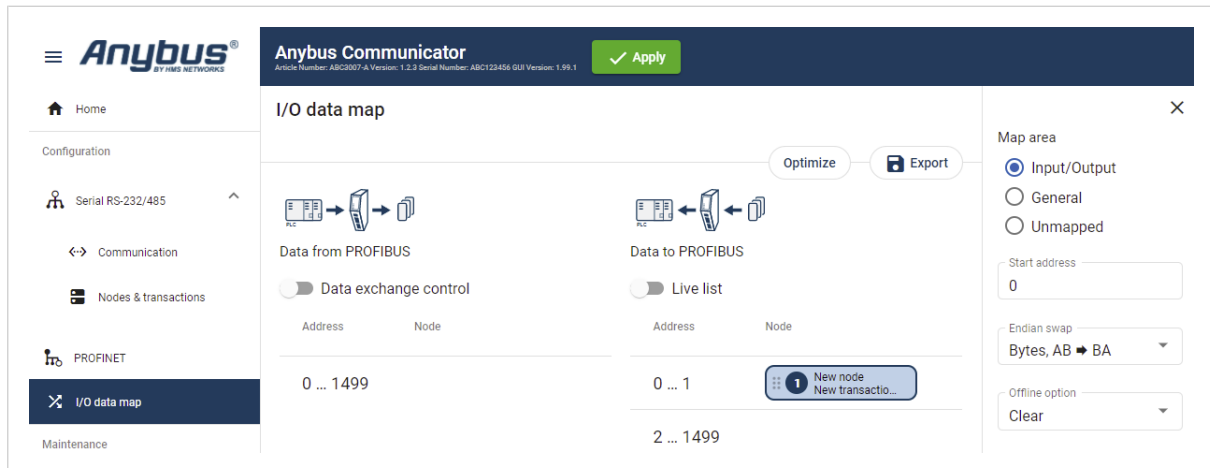 Anybus®
BY HMS NETWORKS
Anybus Communicator
Article Number: ABC3007-A Version: 1.2.3 Serial Number: ABC123456 GUI Version: 1.99.1
Apply
Home
Configuration
Serial RS-232/485
Communication
Nodes & transactions
PROFINET
I/O data map
Maintenance
I/O data map
Optimize
Export
PLC
Data from PROFIBUS
Data exchange control
Address Node
0 ... 1499
PLC
Data to PROFIBUS
Live list
Address Node
0 ... 1
1
New node
New transactio...
2 ... 1499
Map area
Input/Output
General
Unmapped
Start address
0
Endian swap
Bytes, AB ➡ BA
Offline option
Clear